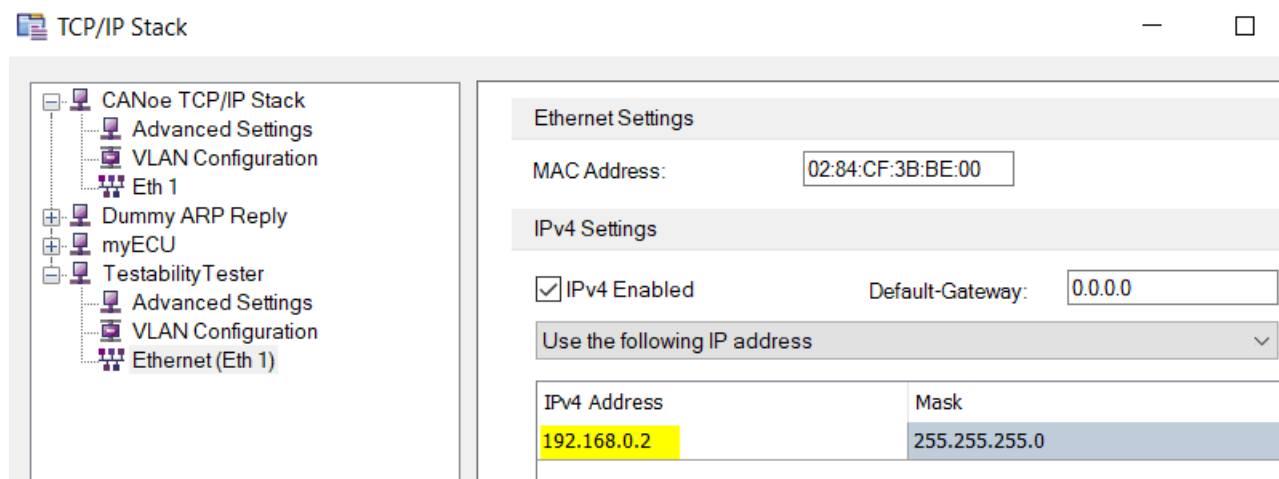 TCP/IP Stack
CANoe TCP/IP Stack
Advanced Settings
VLAN Configuration
Eth 1
Dummy ARP Reply
myECU
TestabilityTester
Advanced Settings
VLAN Configuration
Ethernet (Eth 1)
Ethernet Settings
MAC Address: 02:84:CF:3B:BE:00
IPv4 Settings
IPv4 Enabled Default-Gateway: 0.0.0.0
Use the following IP address
IPv4 Address Mask
192.168.0.2 255.255.255.0